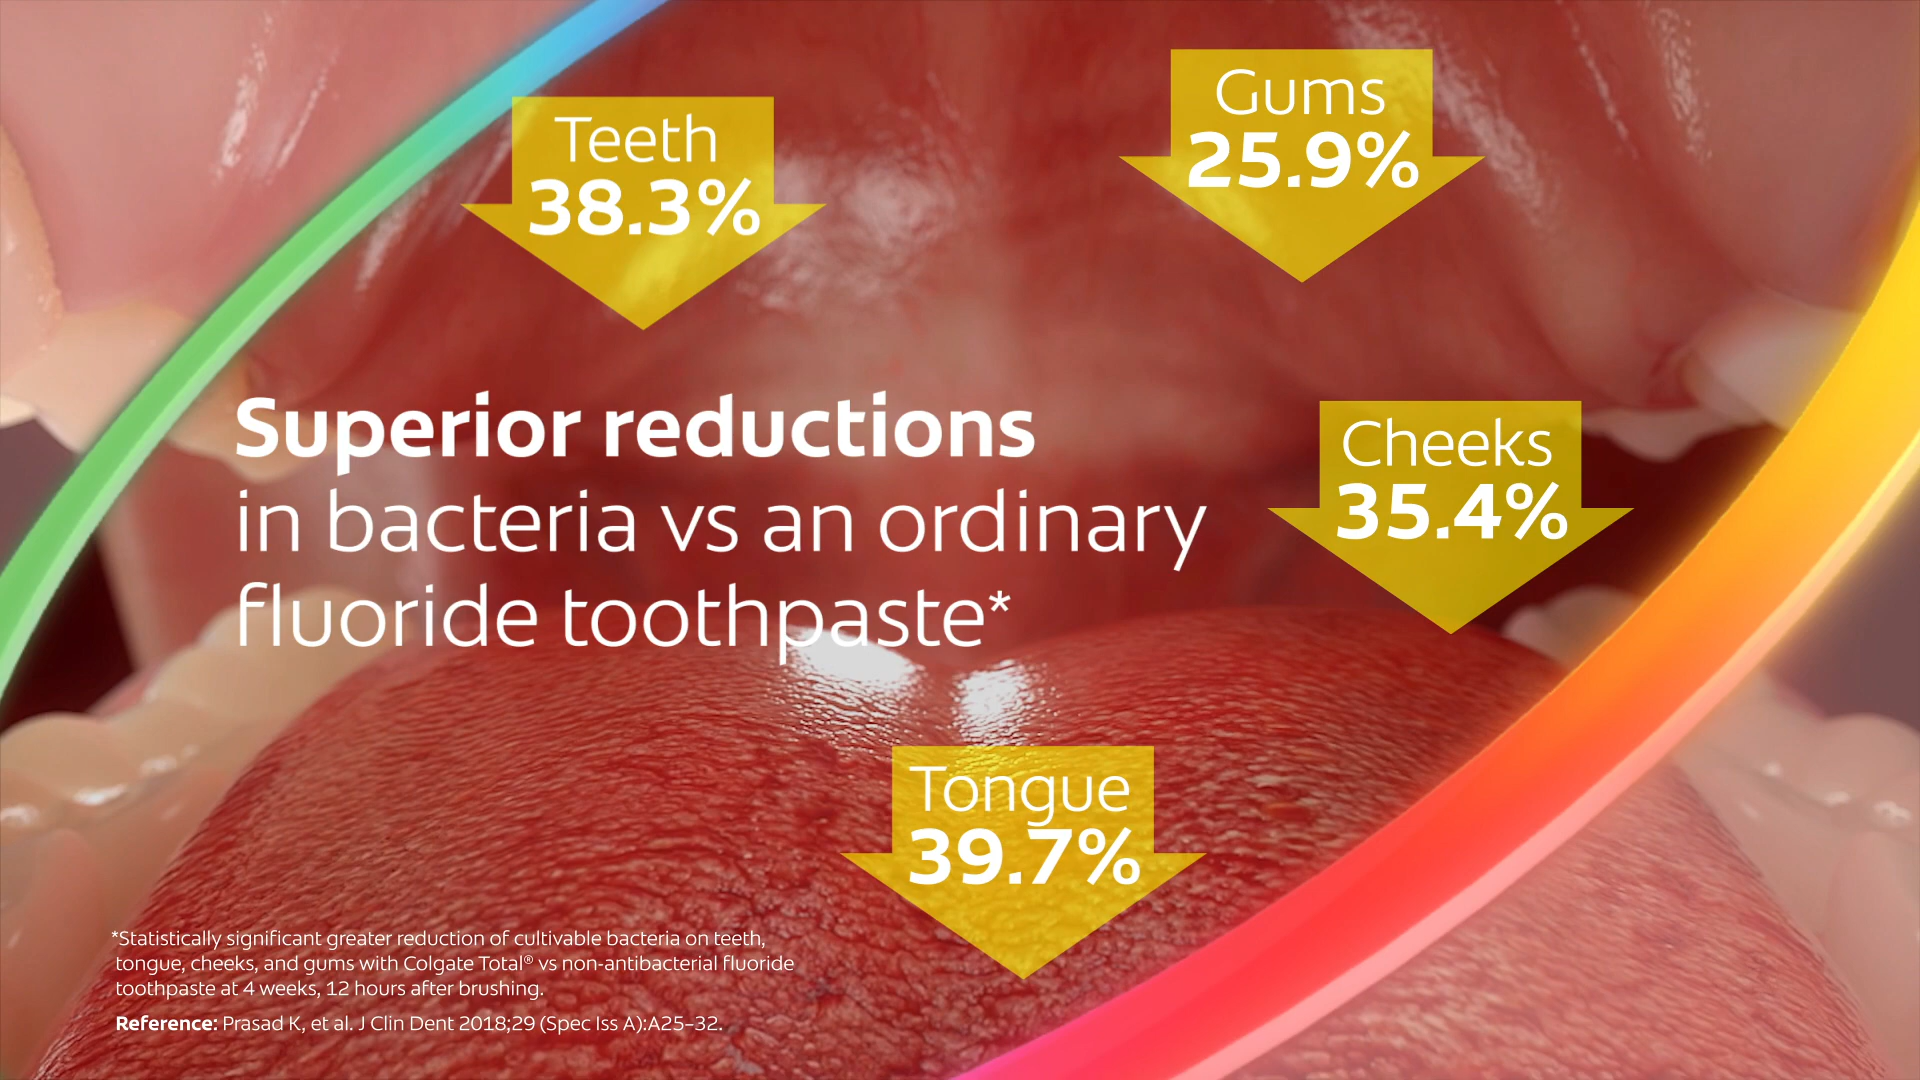 Teeth
38.3%
Gums
25.9%
Superior reductions
in bacteria vs an ordinary
fluoride toothpaste*
Cheeks
35.4%
Tongue
39.7%
*Statistically significant greater reduction of cultivable bacteria on teeth,
tongue, cheeks, and gums with Colgate Total® vs non-antibacterial fluoride
toothpaste at 4 weeks, 12 hours after brushing.
Reference: Prasad K, et al. J Clin Dent 2018;29 (Spec Iss A):A25–32.